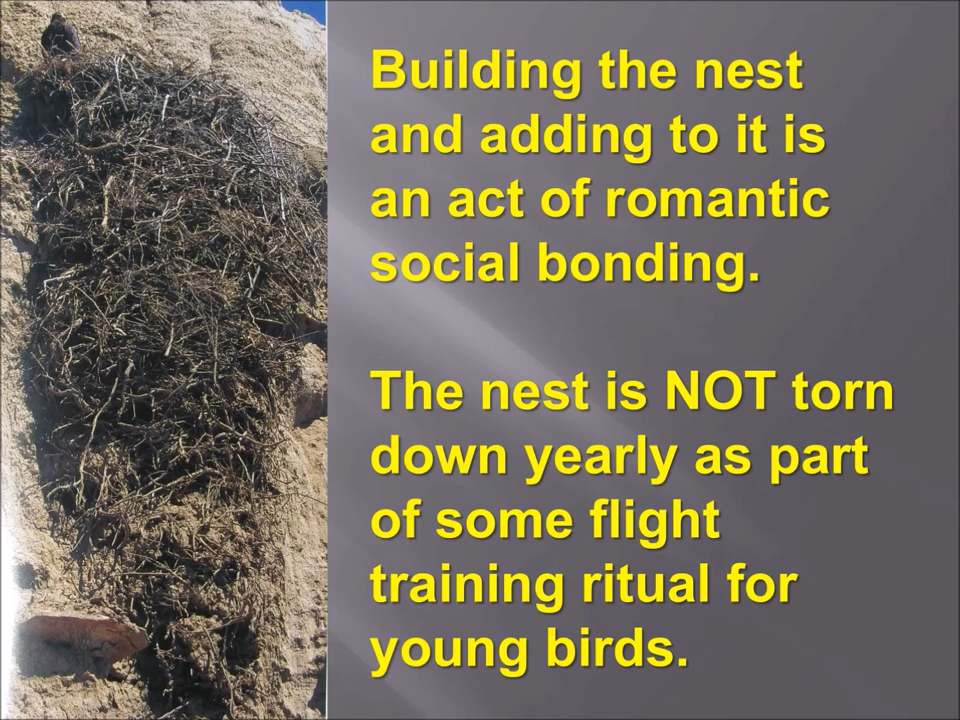 Building the nest
and adding to it is
an act of romantic
social bonding.
The nest is NOT torn
down yearly as part
of some flight
training ritual for
young birds.